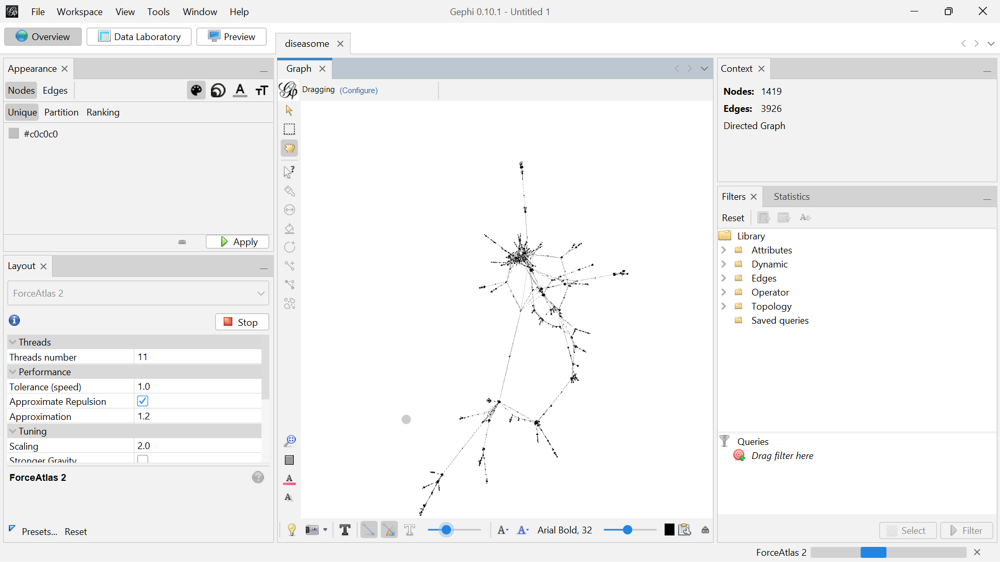 File Workspace View Tools Window Help
Gephi 0.10.1 - Untitled 1
Overview Data Laboratory Preview
diseasome
Appearance
Nodes Edges
Unique Partition Ranking
#c0c0c0
Apply
Layout
ForceAtlas 2
Stop
Threads
Threads number 11
Performance
Tolerance (speed) 1.0
Approximate Repulsion
Approximation 1.2
Tuning
Scaling 2.0
Stronger Gravity
ForceAtlas 2
Presets... Reset
Graph
Dragging (Configure)
Arial Bold, 32
Context
Nodes: 1419
Edges: 3926
Directed Graph
Filters Statistics
Reset
Library
Attributes
Dynamic
Edges
Operator
Topology
Saved queries
Queries
Drag filter here
Select Filter
ForceAtlas 2